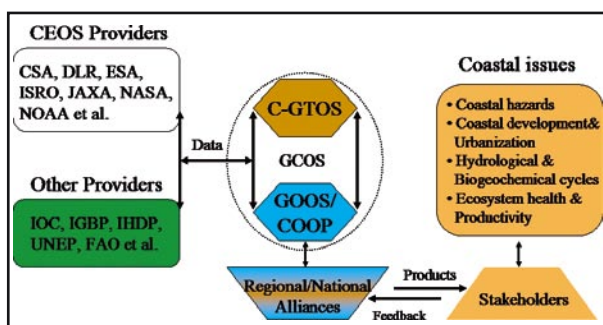 CEOS Providers
CSA, DLR, ESA,
ISRO, JAXA, NASA,
NOAA et al.
Other Providers
IOC, IGBP, IHDP,
UNEP, FAO et al.
Data
C-GTOS
GCOS
GOOS/
COOP
Regional/National
Alliances
Products
Feedback
Coastal issues
• Coastal hazards
• Coastal development&
Urbanization
• Hydrological &
Biogeochemical cycles
• Ecosystem health &
Productivity
Stakeholders